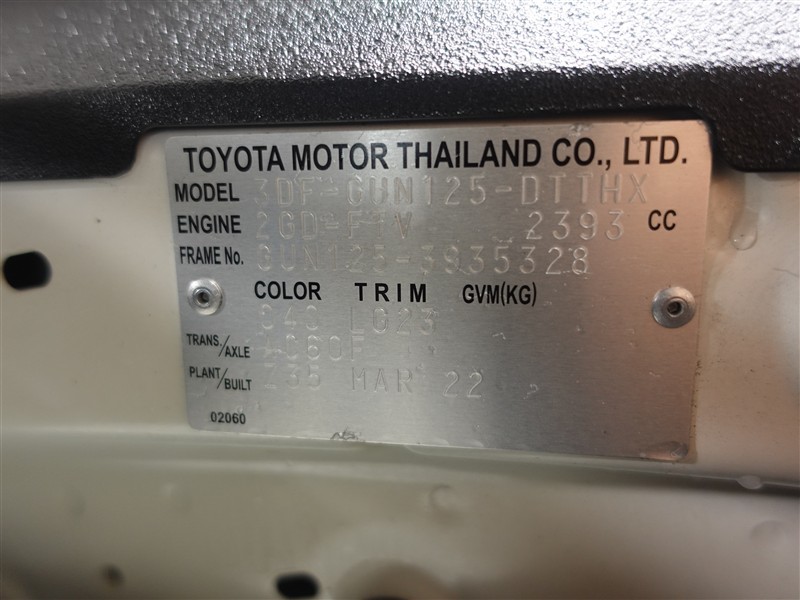 TOYOTA MOTOR THAILAND CO., LTD.
MODEL 3DF-GUN125-DTTHX
ENGINE 2GD-FTV 2393 CC
FRAME No. GUN125-3935328
COLOR TRIM GVM(KG)
040 LG23
TRANS./AXLE AC60F
PLANT/BUILT Z35 MAR 22
02060